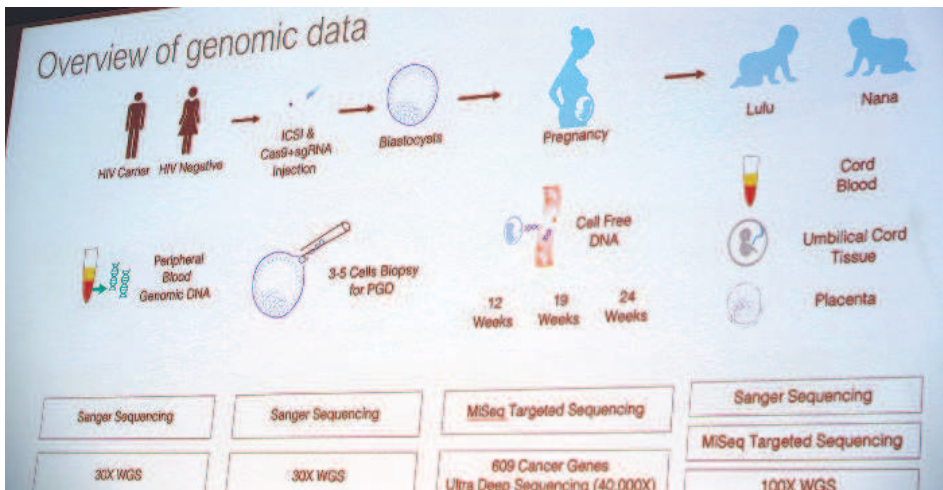 Overview of genomic data
HIV Carrier
HIV Negative
ICSI &
Cas9+sgRNA
Injection
Blastocysts
Pregnancy
Lulu
Nana
Peripheral
Blood
Genomic DNA
3-5 Cells Biopsy
for PGD
Cell Free
DNA
12
Weeks
19
Weeks
24
Weeks
Cord
Blood
Umbilical Cord
Tissue
Placenta
Sanger Sequencing
30X WGS
Sanger Sequencing
30X WGS
MiSeq Targeted Sequencing
609 Cancer Genes
Ultra Deep Sequencing (40,000X)
Sanger Sequencing
MiSeq Targeted Sequencing
100X WGS